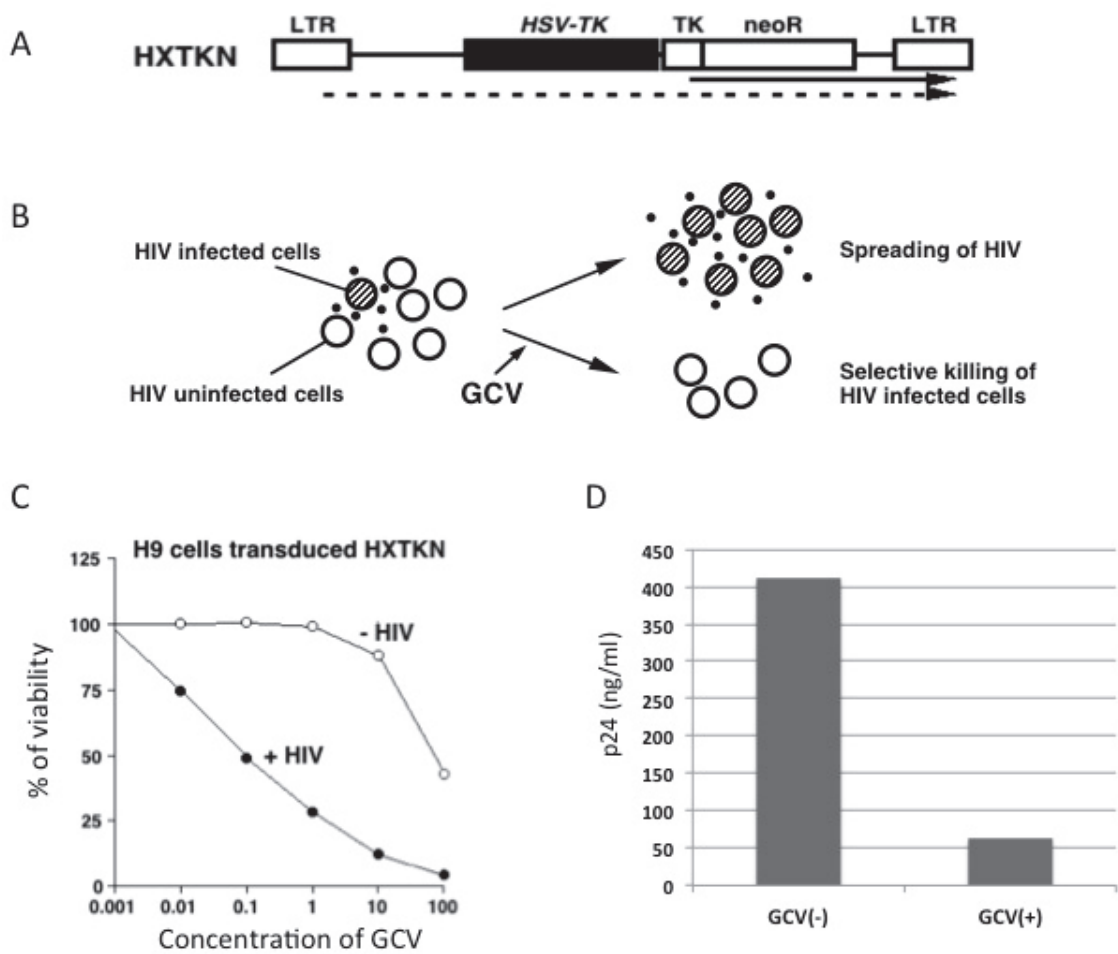 A
LTR HSV-TK TK neoR LTR
HXTKN
B
HIV infected cells
HIV uninfected cells
GCV
Spreading of HIV
Selective killing of
HIV infected cells
C
H9 cells transduced HXTKN
% of viability
125
100
75
50
25
0
- HIV
+ HIV
0.001 0.01 0.1 1 10 100
Concentration of GCV
D
p24 (ng/ml)
450
400
350
300
250
200
150
100
50
0
GCV(-) GCV(+)